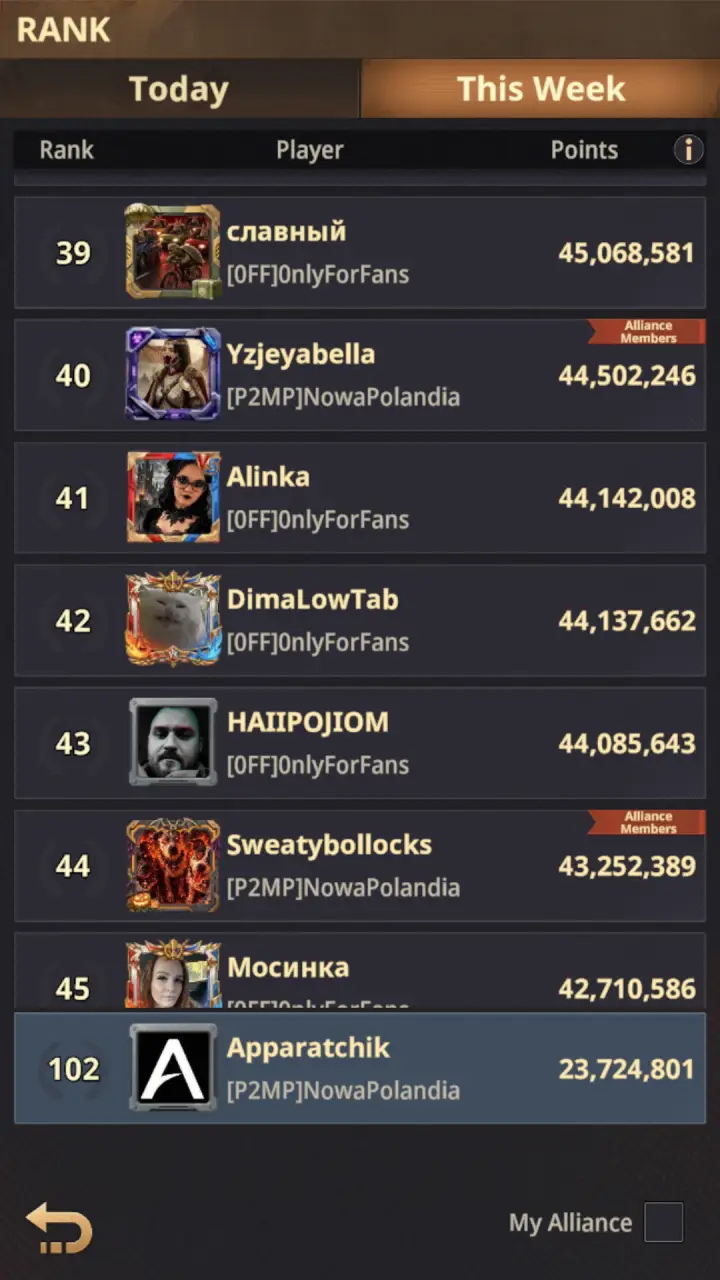 RANK
Today
This Week
Rank
Player
Points
i
39
славный
[0FF]0nlyForFans
45,068,581
40
Yzjeyabella
[P2MP]NowaPolandia
Alliance
Members
44,502,246
41
Alinka
[0FF]0nlyForFans
44,142,008
42
DimaLowTab
[0FF]0nlyForFans
44,137,662
43
HAIIPOJIOM
[0FF]0nlyForFans
44,085,643
44
Sweatybollocks
[P2MP]NowaPolandia
Alliance
Members
43,252,389
45
Мосинка
[0FF]0nlyForFans
42,710,586
102
Apparatchik
[P2MP]NowaPolandia
23,724,801
My Alliance